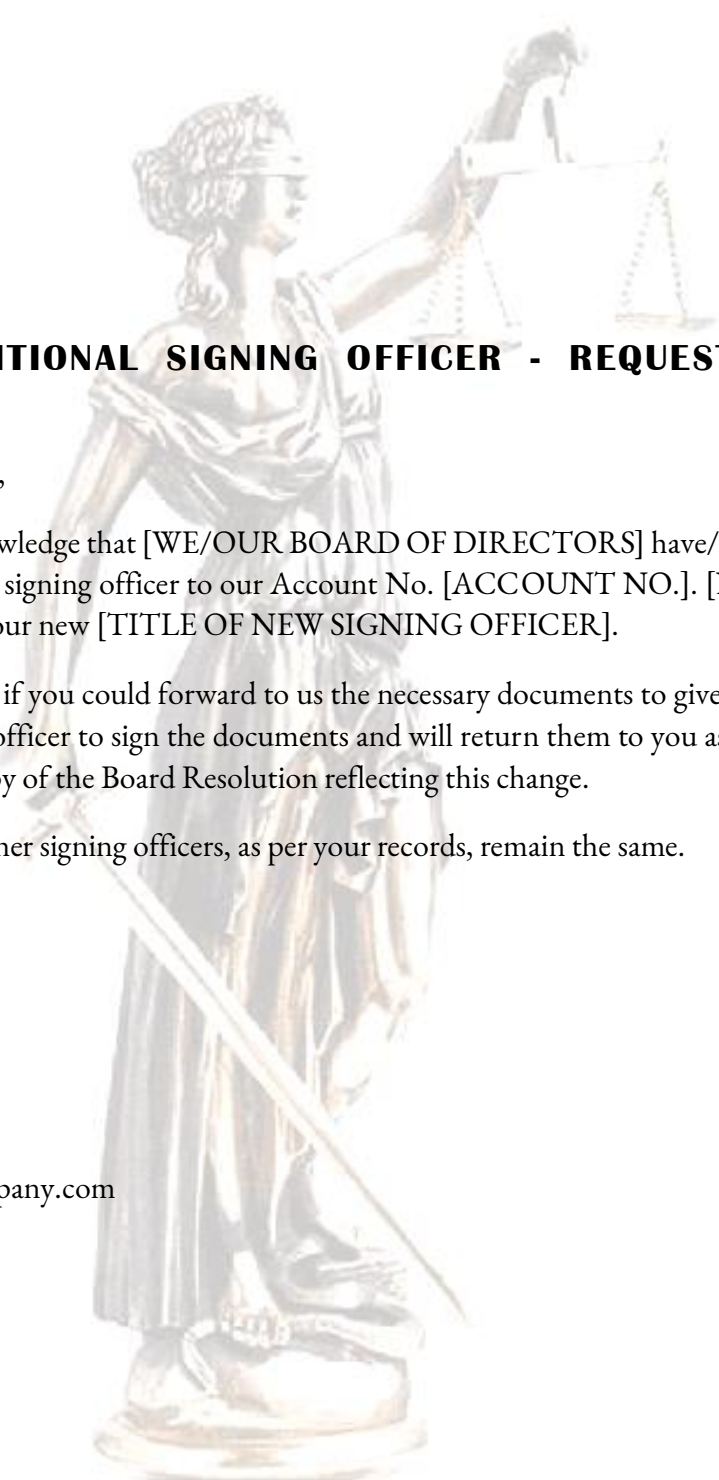 ITIONAL SIGNING OFFICER - REQUEST
,
wledge that [WE/OUR BOARD OF DIRECTORS] have/
signing officer to our Account No. [ACCOUNT NO.]. [
our new [TITLE OF NEW SIGNING OFFICER].
if you could forward to us the necessary documents to give
officer to sign the documents and will return them to you as
py of the Board Resolution reflecting this change.
her signing officers, as per your records, remain the same.
pany.com